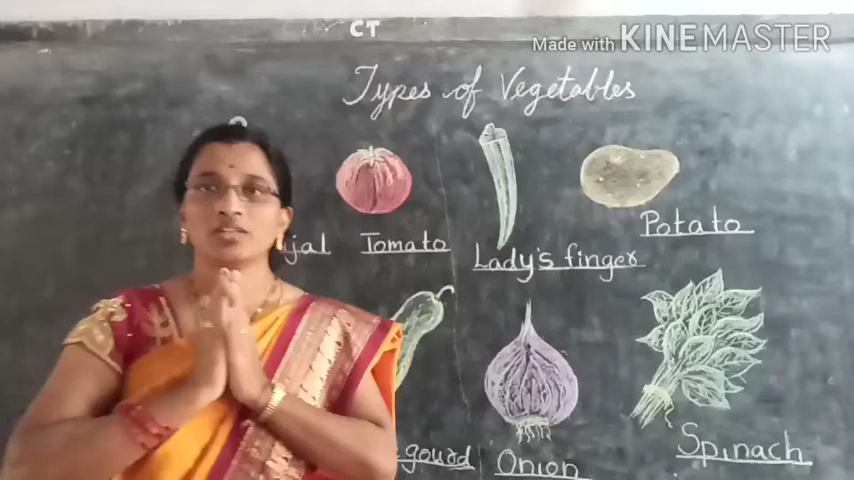 CT
Made with KINEMASTER
Types of Vegetables
Tomato
Lady's finger
Potato
gourd
Onion
Spinach